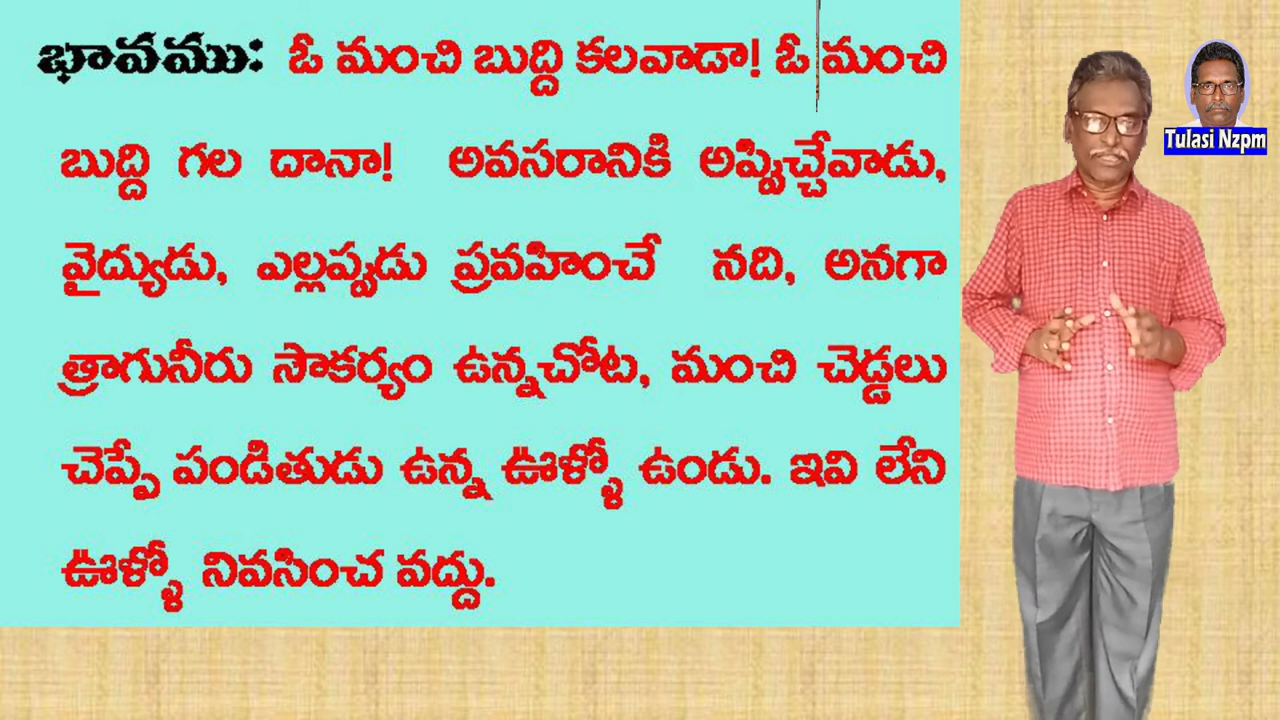 భావము: ఓ మంచి బుద్ది కలవాడా! ఓ మంచి
బుద్ది గల దానా! అవసరానికి అప్పిచ్చేవాడు,
వైద్యుడు, ఎల్లప్పుడు ప్రవహించే నది, అనగా
త్రాగునీరు సౌకర్యం ఉన్నచోట, మంచి చెడ్డలు
చెప్పే పండితుడు ఉన్న ఊళ్ళో ఉండు. ఇవి లేని
ఊళ్ళో నివసించ వద్దు.
Tulasi Nzpm